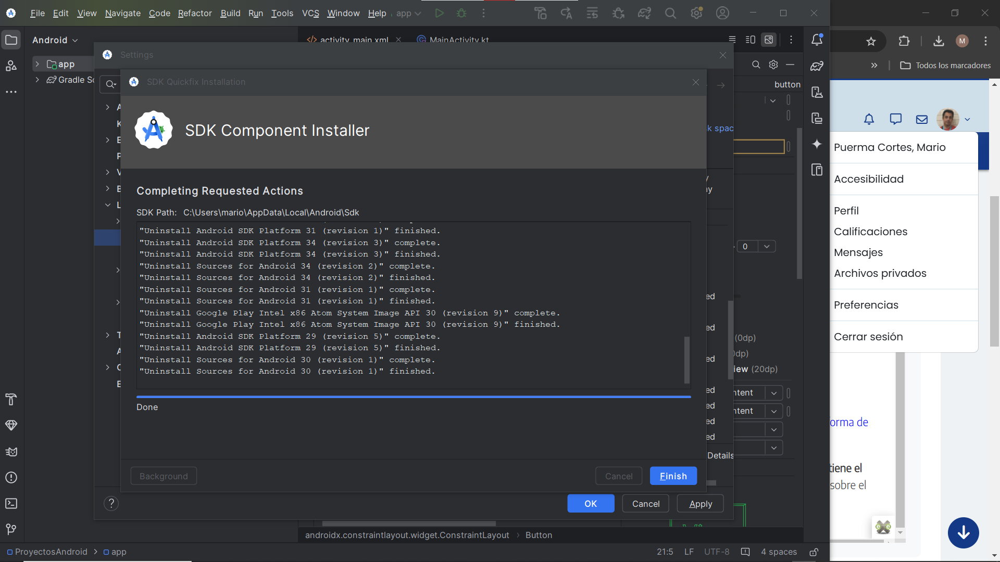 File Edit View Navigate Code Refactor Build Run Tools VCS Window Help app
Android
activity_main.xml
MainActivity.kt
app
Settings
SDK Quickfix Installation
SDK Component Installer
button
Completing Requested Actions
SDK Path: C:\Users\mario\AppData\Local\Android\Sdk
"Uninstall Android SDK Platform 31 (revision 1)" finished.
"Uninstall Android SDK Platform 34 (revision 3)" complete.
"Uninstall Android SDK Platform 34 (revision 3)" finished.
"Uninstall Sources for Android 34 (revision 2)" complete.
"Uninstall Sources for Android 34 (revision 2)" finished.
"Uninstall Sources for Android 31 (revision 1)" complete.
"Uninstall Sources for Android 31 (revision 1)" finished.
"Uninstall Google Play Intel x86 Atom System Image API 30 (revision 9)" complete.
"Uninstall Google Play Intel x86 Atom System Image API 30 (revision 9)" finished.
"Uninstall Android SDK Platform 29 (revision 5)" complete.
"Uninstall Android SDK Platform 29 (revision 5)" finished.
"Uninstall Sources for Android 30 (revision 1)" complete.
"Uninstall Sources for Android 30 (revision 1)" finished.
Done
Background
Cancel
Finish
?
OK
Cancel
Apply
0
(0dp)
(20dp)
Details
androidx.constraintlayout.widget.ConstraintLayout
Button
ProyectosAndroid
app
21:5 LF UTF-8 4 spaces
M
Todos los marcadores
Puerma Cortes, Mario
Accesibilidad
Perfil
Calificaciones
Mensajes
Archivos privados
Preferencias
Cerrar sesión
de
tiene el
sobre el